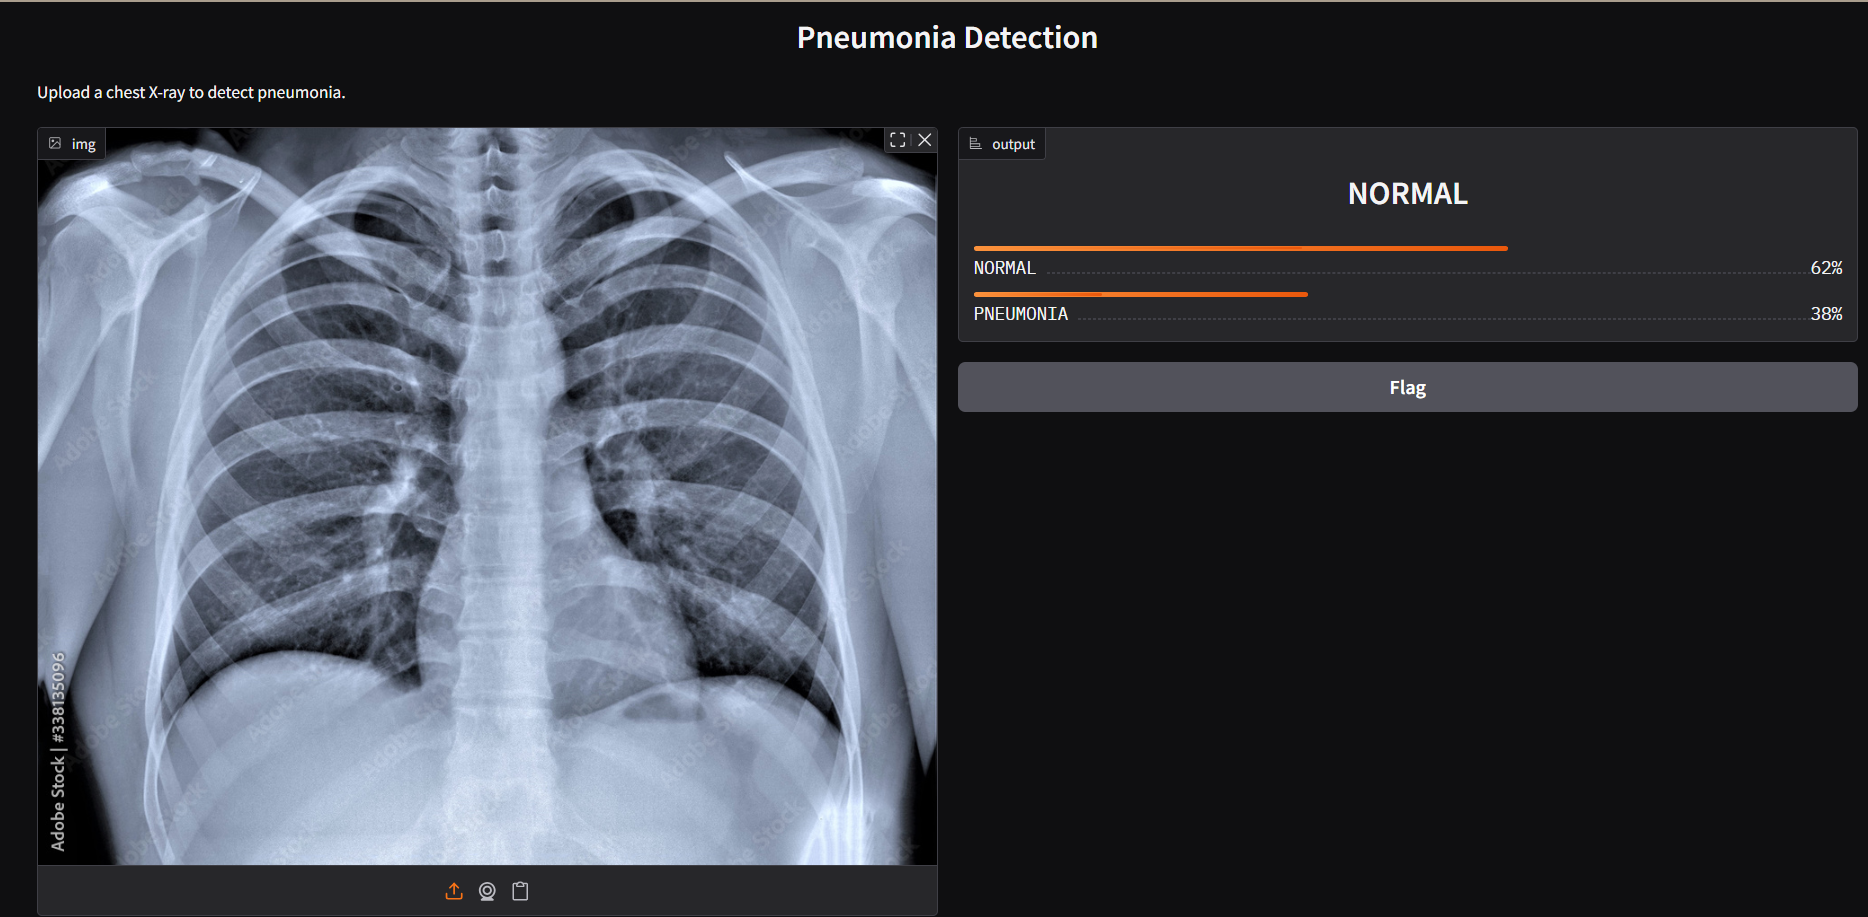 Pneumonia Detection
Upload a chest X-ray to detect pneumonia.
img
output
NORMAL
NORMAL 62%
PNEUMONIA 38%
Flag
Adobe Stock | #338135096